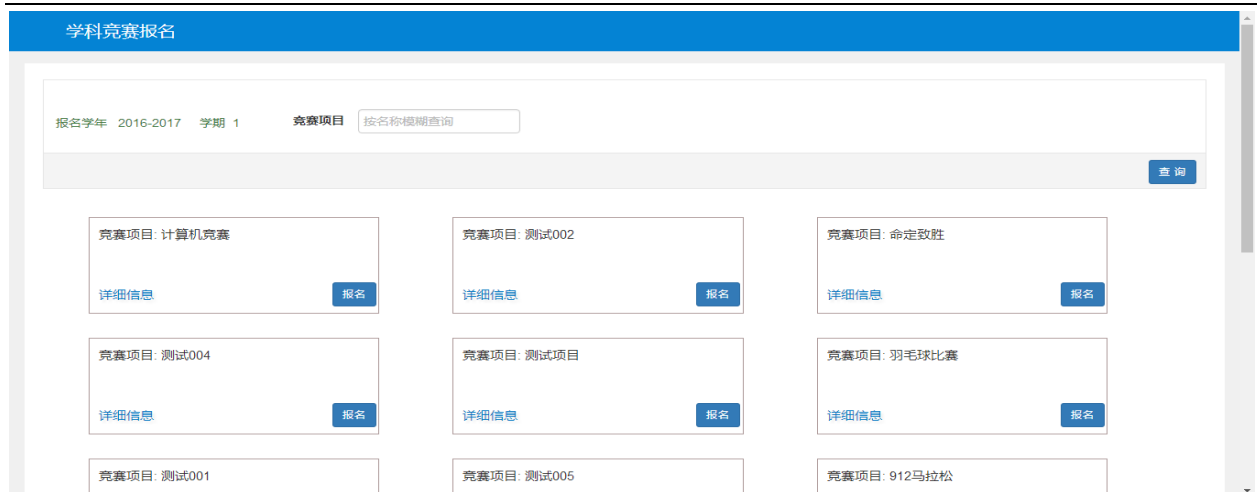 学科竞赛报名
报名学年 2016-2017 学期 1 竞赛项目 按名称模糊查询
查 询
竞赛项目: 计算机竞赛 竞赛项目: 测试002 竞赛项目: 命定致胜
详细信息 报名 详细信息 报名 详细信息 报名
竞赛项目: 测试004 竞赛项目: 测试项目 竞赛项目: 羽毛球比赛
详细信息 报名 详细信息 报名 详细信息 报名
竞赛项目: 测试001 竞赛项目: 测试005 竞赛项目: 912马拉松